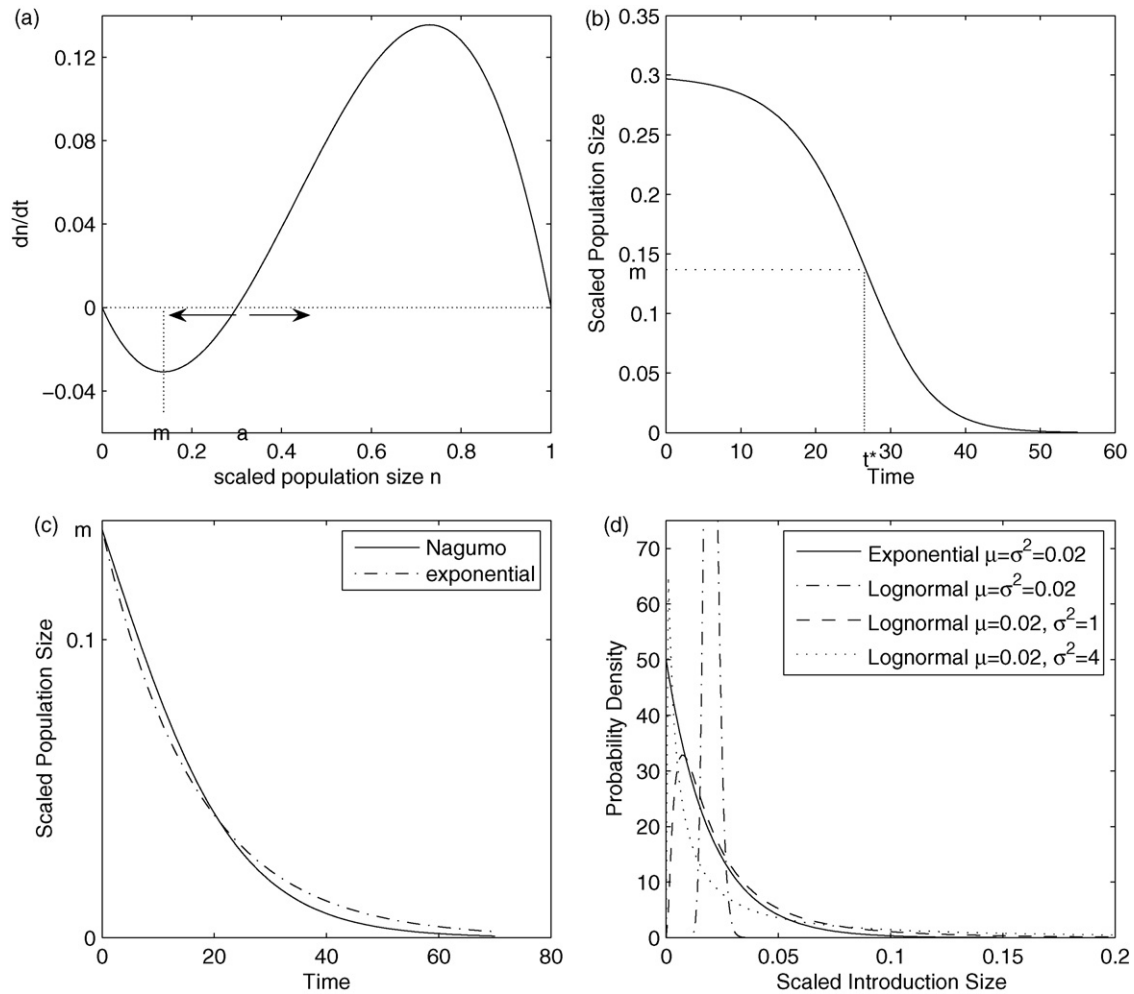 (a)
0.12
0.08
0.04
0
−0.04
dn/dt
m
a
0 0.2 0.4 0.6 0.8 1
scaled population size n
(b)
0.35
0.3
0.25
0.2
0.15
m
0.1
0.05
0
Scaled Population Size
0 10 20 30 40 50 60
t*
Time
(c)
m
0.1
0
Scaled Population Size
Nagumo
exponential
0 20 40 60 80
Time
(d)
70
60
50
40
30
20
10
0
Probability Density
Exponential μ=σ²=0.02
Lognormal μ=σ²=0.02
Lognormal μ=0.02, σ²=1
Lognormal μ=0.02, σ²=4
0 0.05 0.1 0.15 0.2
Scaled Introduction Size